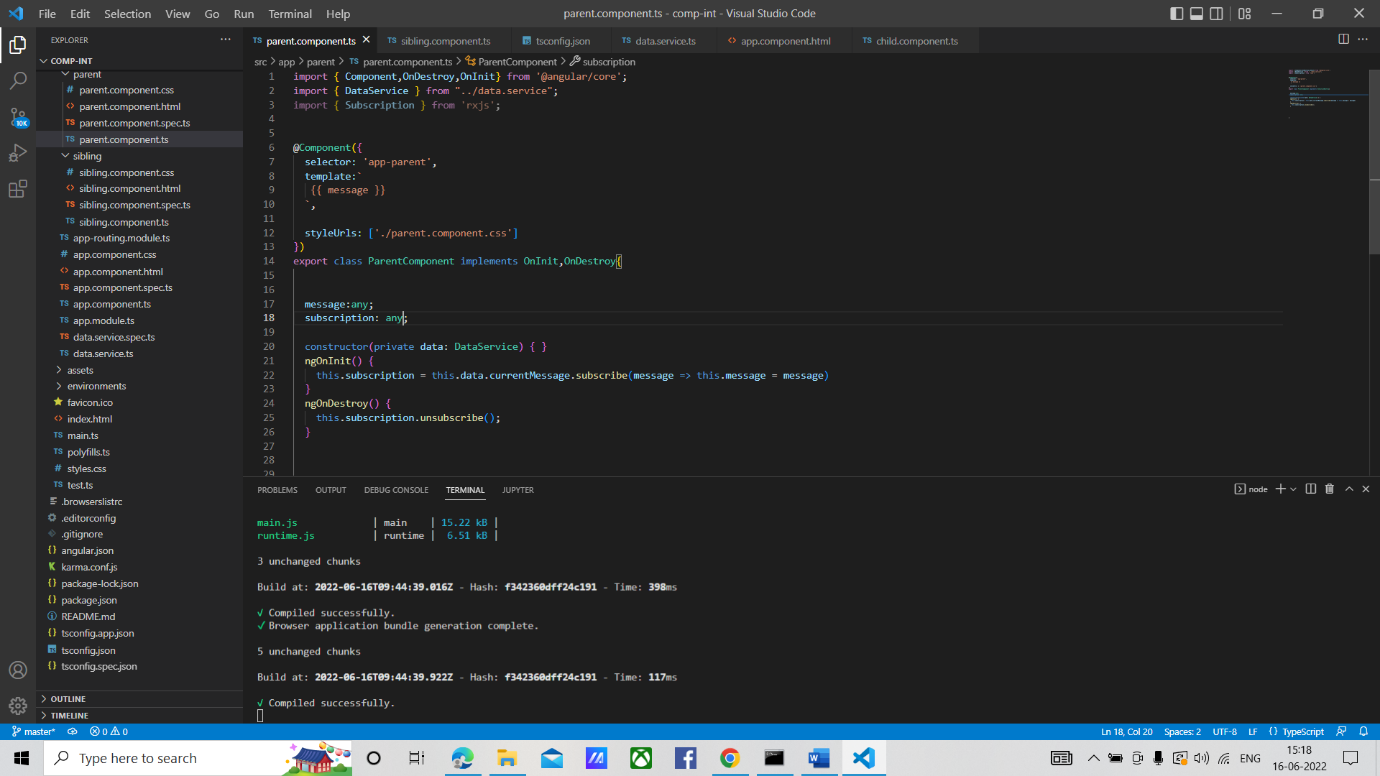 File Edit Selection View Go Run Terminal Help
parent.component.ts - comp-int - Visual Studio Code
EXPLORER
COMP-INT
parent
parent.component.css
parent.component.html
parent.component.spec.ts
parent.component.ts
sibling
sibling.component.css
sibling.component.html
sibling.component.spec.ts
sibling.component.ts
app-routing.module.ts
app.component.css
app.component.html
app.component.spec.ts
app.component.ts
app.module.ts
data.service.spec.ts
data.service.ts
assets
environments
favicon.ico
index.html
main.ts
polyfills.ts
styles.css
test.ts
.browserslistrc
.editorconfig
.gitignore
angular.json
karma.conf.js
package-lock.json
package.json
README.md
tsconfig.app.json
tsconfig.json
tsconfig.spec.json
OUTLINE
TIMELINE
10K
TS parent.component.ts TS sibling.component.ts tsconfig.json TS data.service.ts app.component.html TS child.component.ts
src > app > parent > TS parent.component.ts > ParentComponent > subscription
1 import { Component,OnDestroy,OnInit} from '@angular/core';
2 import { DataService } from "../data.service";
3 import { Subscription } from 'rxjs';
4
5
6 @Component({
7 selector: 'app-parent',
8 template:`
9 {{ message }}
10 `,
11
12 styleUrls: ['./parent.component.css']
13 })
14 export class ParentComponent implements OnInit,OnDestroy{
15
16
17 message:any;
18 subscription: any;
19
20 constructor(private data: DataService) { }
21 ngOnInit() {
22 this.subscription = this.data.currentMessage.subscribe(message => this.message = message)
23 }
24 ngOnDestroy() {
25 this.subscription.unsubscribe();
26 }
27
28
29
PROBLEMS OUTPUT DEBUG CONSOLE TERMINAL JUPYTER
node
main.js | main | 15.22 kB |
runtime.js | runtime | 6.51 kB |
3 unchanged chunks
Build at: 2022-06-16T09:44:39.016Z - Hash: f342360dff24c191 - Time: 398ms
√ Compiled successfully.
√ Browser application bundle generation complete.
5 unchanged chunks
Build at: 2022-06-16T09:44:39.922Z - Hash: f342360dff24c191 - Time: 117ms
√ Compiled successfully.
master* 0 0 Ln 18, Col 20 Spaces: 2 UTF-8 LF {} TypeScript
Type here to search
ENG
15:18
16-06-2022